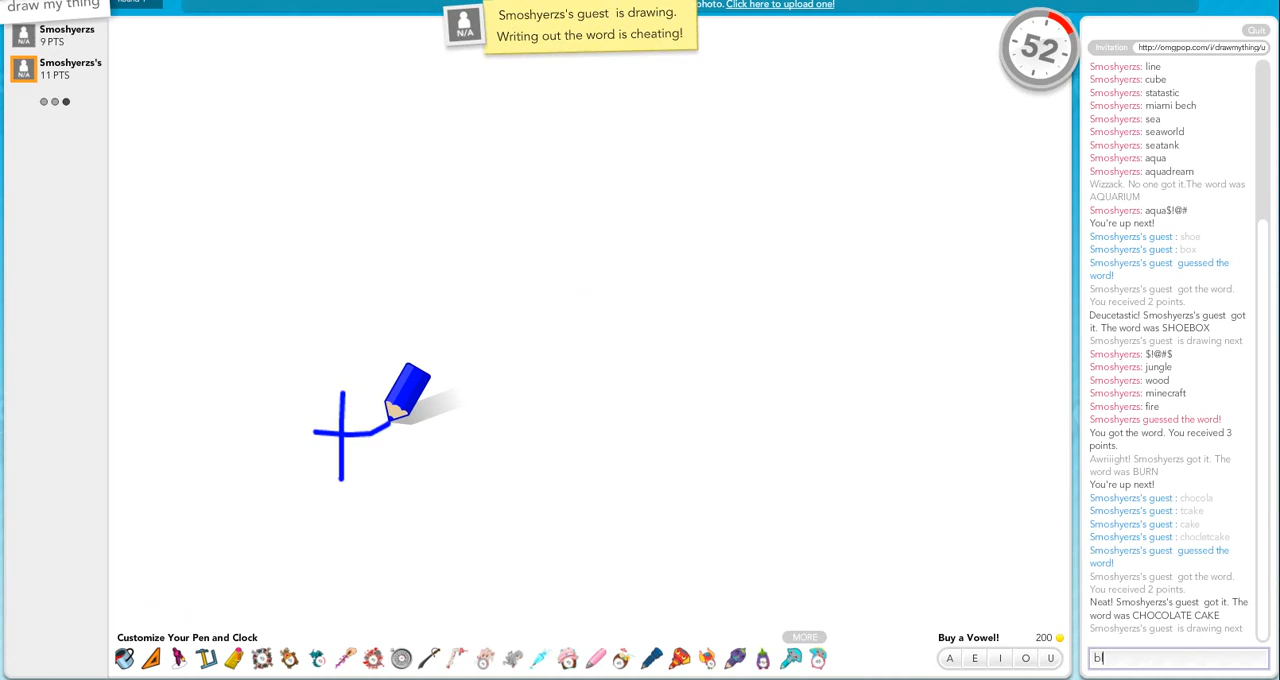 draw my thing
photo. Click here to upload one!
Smoshyerzs's guest is drawing.
Writing out the word is cheating!
N/A
Smoshyerzs
9 PTS
N/A
Smoshyerzs's
11 PTS
N/A
52
Quit
Invitation http://omgpop.com/i/drawmything/u
Smoshyerzs: line
Smoshyerzs: cube
Smoshyerzs: statastic
Smoshyerzs: miami bech
Smoshyerzs: sea
Smoshyerzs: seaworld
Smoshyerzs: seatank
Smoshyerzs: aqua
Smoshyerzs: aquadream
Wizzack. No one got it.The word was
AQUARIUM
Smoshyerzs: aqua$!@#
You're up next!
Smoshyerzs's guest : shoe
Smoshyerzs's guest : box
Smoshyerzs's guest guessed the
word!
Smoshyerzs's guest got the word.
You received 2 points.
Deucetastic! Smoshyerzs's guest got
it. The word was SHOEBOX
Smoshyerzs's guest is drawing next
Smoshyerzs: $!@#$
Smoshyerzs: jungle
Smoshyerzs: wood
Smoshyerzs: minecraft
Smoshyerzs: fire
Smoshyerzs guessed the word!
You got the word. You received 3
points.
Awriiight! Smoshyerzs got it. The
word was BURN
You're up next!
Smoshyerzs's guest : chocola
Smoshyerzs's guest : tcake
Smoshyerzs's guest : cake
Smoshyerzs's guest : chocletcake
Smoshyerzs's guest guessed the
word!
Smoshyerzs's guest got the word.
You received 2 points.
Neat! Smoshyerzs's guest got it. The
word was CHOCOLATE CAKE
Smoshyerzs's guest is drawing next
Customize Your Pen and Clock
MORE
Buy a Vowel! 200
A E I O U
bl